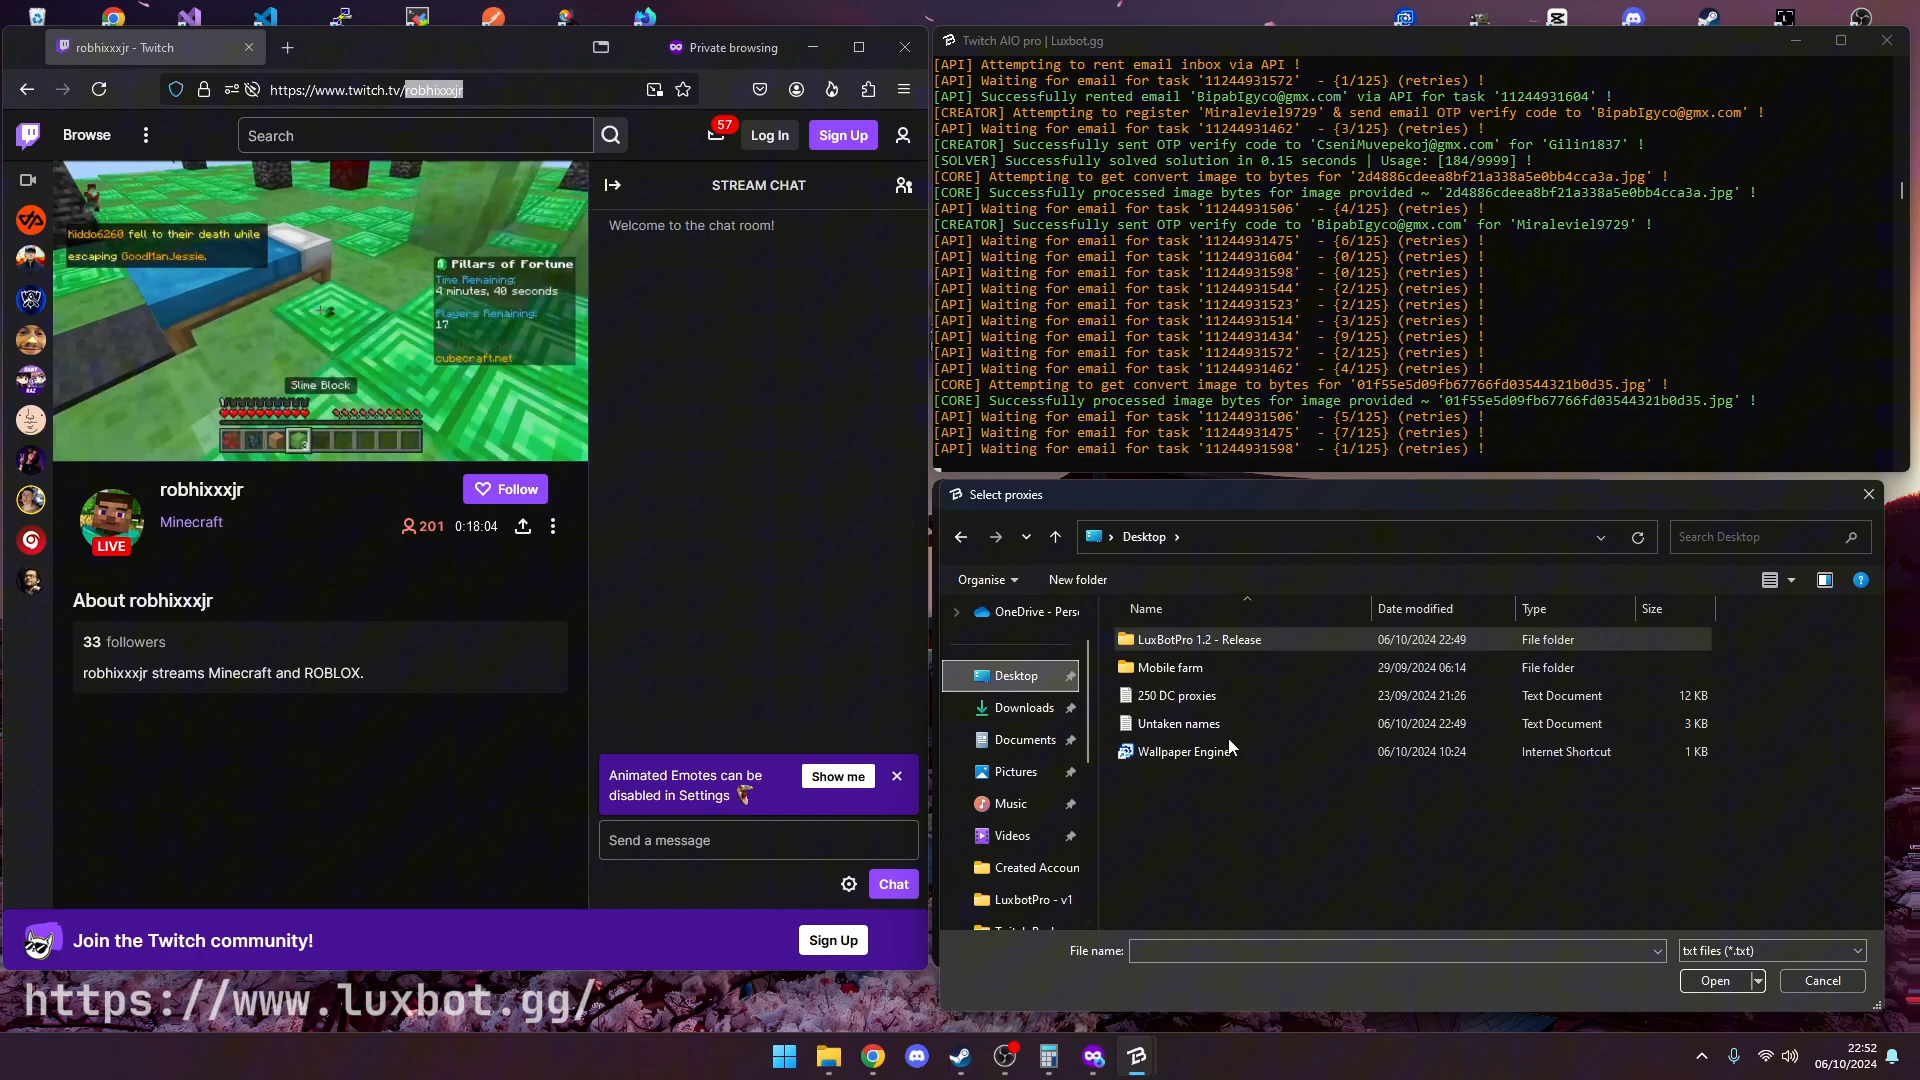 robhixxxjr - Twitch
Private browsing
https://www.twitch.tv/robhixxxjr
Browse
Search
57
Log In
Sign Up
Kiddo6260 fell to their death while
escaping GoodManJessie.
Pillars of Fortune
Time Remaining:
4 minutes, 40 seconds
Players Remaining:
17
cubecraft.net
Slime Block
STREAM CHAT
Welcome to the chat room!
robhixxxjr
Minecraft
LIVE
Follow
201
0:18:04
About robhixxxjr
33 followers
robhixxxjr streams Minecraft and ROBLOX.
Animated Emotes can be
disabled in Settings
Show me
Send a message
Chat
Join the Twitch community!
Sign Up
https://www.luxbot.gg/
Twitch AIO pro | Luxbot.gg
[API] Attempting to rent email inbox via API !
[API] Waiting for email for task '11244931572' - {1/125} (retries) !
[API] Successfully rented email 'BipabIgyco@gmx.com' via API for task '11244931604' !
[CREATOR] Attempting to register 'Miraleviel9729' & send email OTP verify code to 'BipabIgyco@gmx.com' !
[API] Waiting for email for task '11244931462' - {3/125} (retries) !
[CREATOR] Successfully sent OTP verify code to 'CseniMuvepekoj@gmx.com' for 'Gilin1837' !
[SOLVER] Successfully solved solution in 0.15 seconds | Usage: [184/9999] !
[CORE] Attempting to get convert image to bytes for '2d4886cdeea8bf21a338a5e0bb4cca3a.jpg' !
[CORE] Successfully processed image bytes for image provided ~ '2d4886cdeea8bf21a338a5e0bb4cca3a.jpg' !
[API] Waiting for email for task '11244931506' - {4/125} (retries) !
[CREATOR] Successfully sent OTP verify code to 'BipabIgyco@gmx.com' for 'Miraleviel9729' !
[API] Waiting for email for task '11244931475' - {6/125} (retries) !
[API] Waiting for email for task '11244931604' - {0/125} (retries) !
[API] Waiting for email for task '11244931598' - {0/125} (retries) !
[API] Waiting for email for task '11244931544' - {2/125} (retries) !
[API] Waiting for email for task '11244931523' - {2/125} (retries) !
[API] Waiting for email for task '11244931514' - {3/125} (retries) !
[API] Waiting for email for task '11244931434' - {9/125} (retries) !
[API] Waiting for email for task '11244931572' - {2/125} (retries) !
[API] Waiting for email for task '11244931462' - {4/125} (retries) !
[CORE] Attempting to get convert image to bytes for '01f55e5d09fb67766fd03544321b0d35.jpg' !
[CORE] Successfully processed image bytes for image provided ~ '01f55e5d09fb67766fd03544321b0d35.jpg' !
[API] Waiting for email for task '11244931506' - {5/125} (retries) !
[API] Waiting for email for task '11244931475' - {7/125} (retries) !
[API] Waiting for email for task '11244931598' - {1/125} (retries) !
Select proxies
Desktop
Search Desktop
Organise
New folder
Name
Date modified
Type
Size
OneDrive - Perso
Desktop
Downloads
Documents
Pictures
Music
Videos
Created Accoun
LuxbotPro - v1
LuxBotPro 1.2 - Release 06/10/2024 22:49 File folder
Mobile farm 29/09/2024 06:14 File folder
250 DC proxies 23/09/2024 21:26 Text Document 12 KB
Untaken names 06/10/2024 22:49 Text Document 3 KB
Wallpaper Engine 06/10/2024 10:24 Internet Shortcut 1 KB
File name:
txt files (*.txt)
Open
Cancel
22:52
06/10/2024